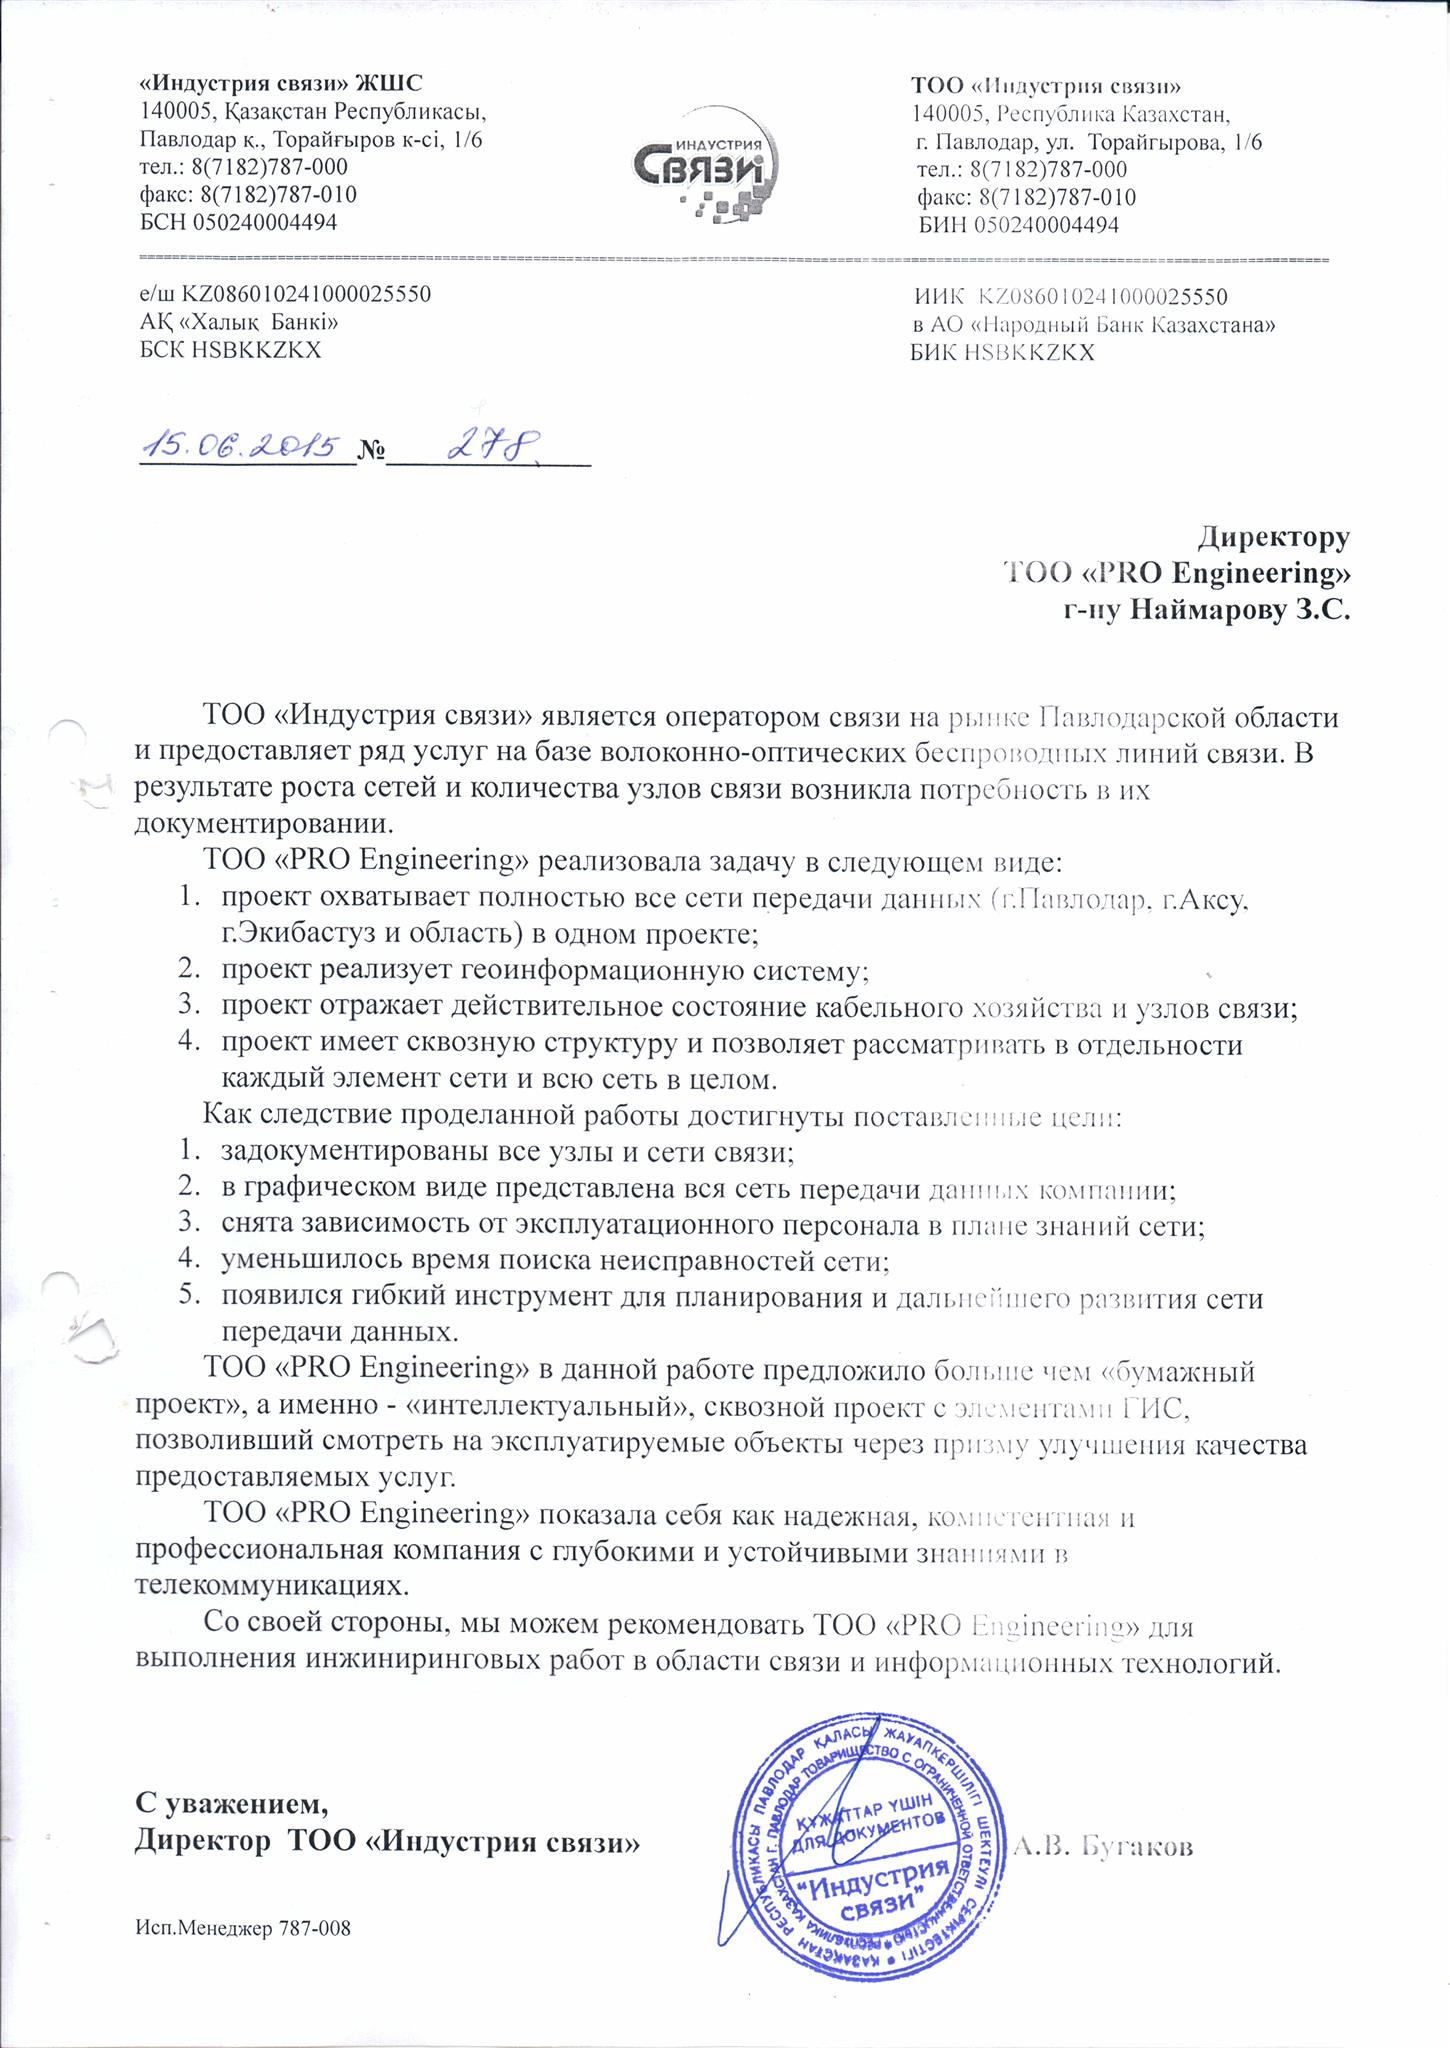 «Индустрия связи» ЖШС
140005, Қазақстан Республикасы,
Павлодар қ., Торайғыров к-сі, 1/6
тел.: 8(7182)787-000
факс: 8(7182)787-010
БСН 050240004494
ИНДУСТРИЯ
СВЯЗИ
ТОО «Индустрия связи»
140005, Республика Казахстан,
г. Павлодар, ул. Торайгырова, 1/6
тел.: 8(7182)787-000
факс: 8(7182)787-010
БИН 050240004494
е/ш KZ086010241000025550
АҚ «Халық Банкі»
БСК HSBKKZKX
ИИК KZ086010241000025550
в АО «Народный Банк Казахстана»
БИК HSBKKZKX
15.06.2015 № 278
Директору
ТОО «PRO Engineering»
г-ну Наймарову З.С.
ТОО «Индустрия связи» является оператором связи на рынке Павлодарской области
и предоставляет ряд услуг на базе волоконно-оптических беспроводных линий связи. В
результате роста сетей и количества узлов связи возникла потребность в их
документировании.
ТОО «PRO Engineering» реализовала задачу в следующем виде:
1. проект охватывает полностью все сети передачи данных (г.Павлодар, г.Аксу,
г.Экибастуз и область) в одном проекте;
2. проект реализует геоинформационную систему;
3. проект отражает действительное состояние кабельного хозяйства и узлов связи;
4. проект имеет сквозную структуру и позволяет рассматривать в отдельности
каждый элемент сети и всю сеть в целом.
Как следствие проделанной работы достигнуты поставленные цели:
1. задокументированы все узлы и сети связи;
2. в графическом виде представлена вся сеть передачи данных компании;
3. снята зависимость от эксплуатационного персонала в плане знаний сети;
4. уменьшилось время поиска неисправностей сети;
5. появился гибкий инструмент для планирования и дальнейшего развития сети
передачи данных.
ТОО «PRO Engineering» в данной работе предложило больше чем «бумажный
проект», а именно - «интеллектуальный», сквозной проект с элементами ГИС,
позволивший смотреть на эксплуатируемые объекты через призму улучшения качества
предоставляемых услуг.
ТОО «PRO Engineering» показала себя как надежная, компетентная и
профессиональная компания с глубокими и устойчивыми знаниями в
телекоммуникациях.
Со своей стороны, мы можем рекомендовать ТОО «PRO Engineering» для
выполнения инжиниринговых работ в области связи и информационных технологий.
С уважением,
Директор ТОО «Индустрия связи»
А.В. Бугаков
ҚАЗАҚСТАН РЕСПУБЛИКАСЫ ПАВЛОДАР ҚАЛАСЫ ЖАУАПКЕРШІЛІГІ ШЕКТЕУЛІ СЕРІКТЕСТІГІ
РЕСПУБЛИКА КАЗАХСТАН Г. ПАВЛОДАР ТОВАРИЩЕСТВО С ОГРАНИЧЕННОЙ ОТВЕТСТВЕННОСТЬЮ
ҚҰЖАТТАР ҮШІН
ДЛЯ ДОКУМЕНТОВ
"Индустрия
связи"
Исп.Менеджер 787-008